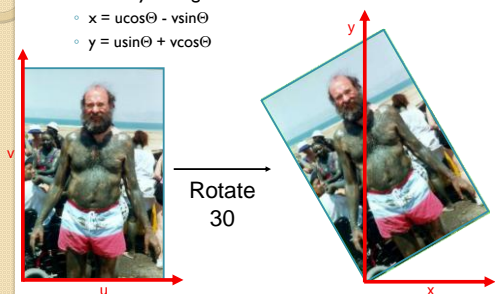 ◦ x = ucosΘ - vsinΘ
◦ y = usinΘ + vcosΘ
v
u
Rotate
30
y
x